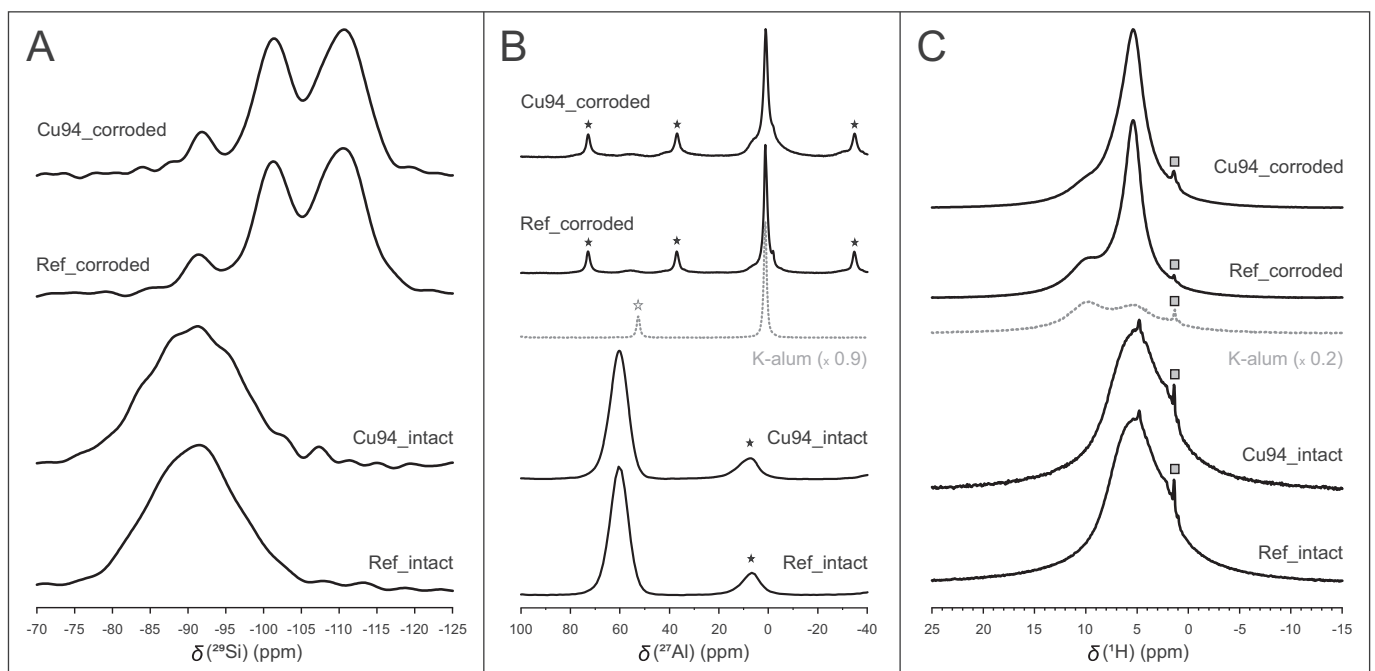 A
Cu94_corroded
Ref_corroded
Cu94_intact
Ref_intact
-70 -75 -80 -85 -90 -95 -100 -105 -110 -115 -120 -125
δ(²⁹Si) (ppm)
B
Cu94_corroded
Ref_corroded
K-alum (x 0.9)
Cu94_intact
Ref_intact
100 80 60 40 20 0 -20 -40
δ(²⁷Al) (ppm)
C
Cu94_corroded
Ref_corroded
K-alum (x 0.2)
Cu94_intact
Ref_intact
25 20 15 10 5 0 -5 -10 -15
δ(¹H) (ppm)